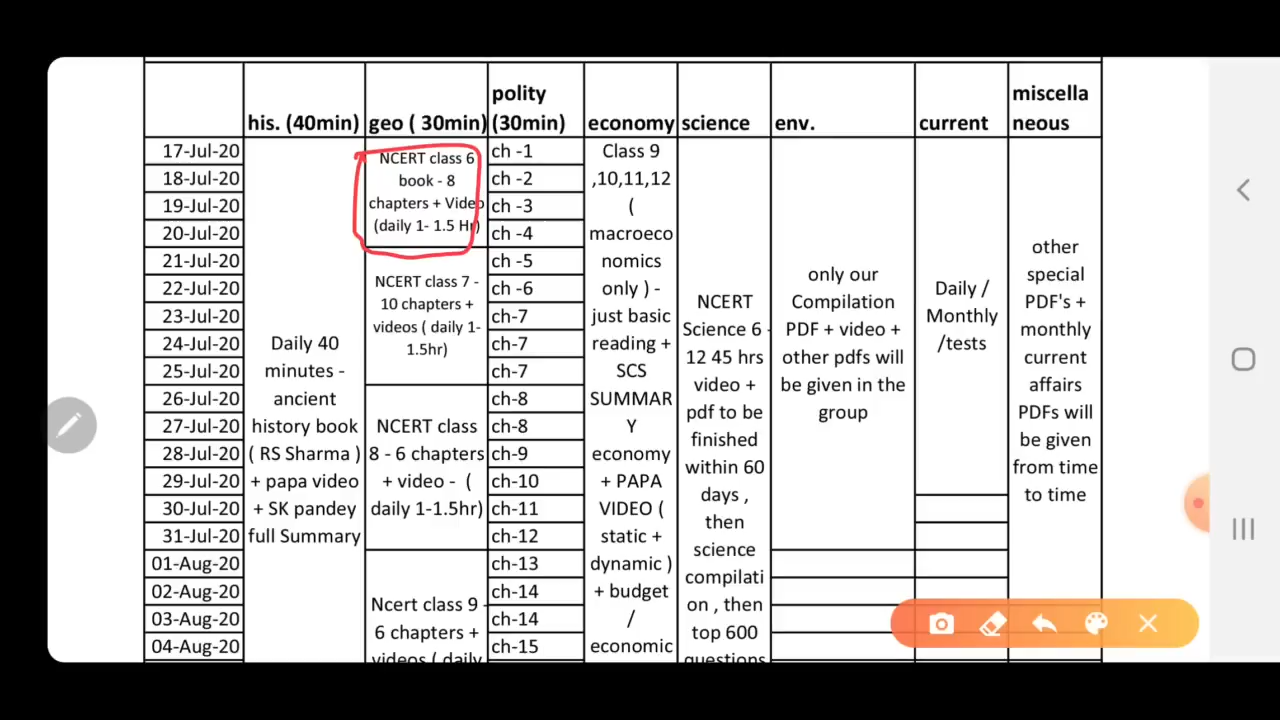 his. (40min) geo ( 30min) polity (30min) economy science env. current miscella neous
17-Jul-20
18-Jul-20
19-Jul-20
20-Jul-20
21-Jul-20
22-Jul-20
23-Jul-20
24-Jul-20
25-Jul-20
26-Jul-20
27-Jul-20
28-Jul-20
29-Jul-20
30-Jul-20
31-Jul-20
01-Aug-20
02-Aug-20
03-Aug-20
04-Aug-20
Daily 40
minutes -
ancient
history book
( RS Sharma )
+ papa video
+ SK pandey
full Summary
NCERT class 6
book - 8
chapters + Video
(daily 1- 1.5 Hr)
NCERT class 7 -
10 chapters +
videos ( daily 1-
1.5hr)
NCERT class
8 - 6 chapters
+ video - (
daily 1-1.5hr)
Ncert class 9 -
6 chapters +
videos ( daily
ch -1
ch -2
ch -3
ch -4
ch -5
ch -6
ch-7
ch-7
ch-7
ch-8
ch-8
ch-9
ch-10
ch-11
ch-12
ch-13
ch-14
ch-14
ch-15
Class 9
,10,11,12
(
macroeco
nomics
only ) -
just basic
reading +
SCS
SUMMAR
Y
economy
+ PAPA
VIDEO (
static +
dynamic )
+ budget
/
economic
NCERT
Science 6 -
12 45 hrs
video +
pdf to be
finished
within 60
days ,
then
science
compilati
on , then
top 600
questions
only our
Compilation
PDF + video +
other pdfs will
be given in the
group
Daily /
Monthly
/tests
other
special
PDF's +
monthly
current
affairs
PDFs will
be given
from time
to time